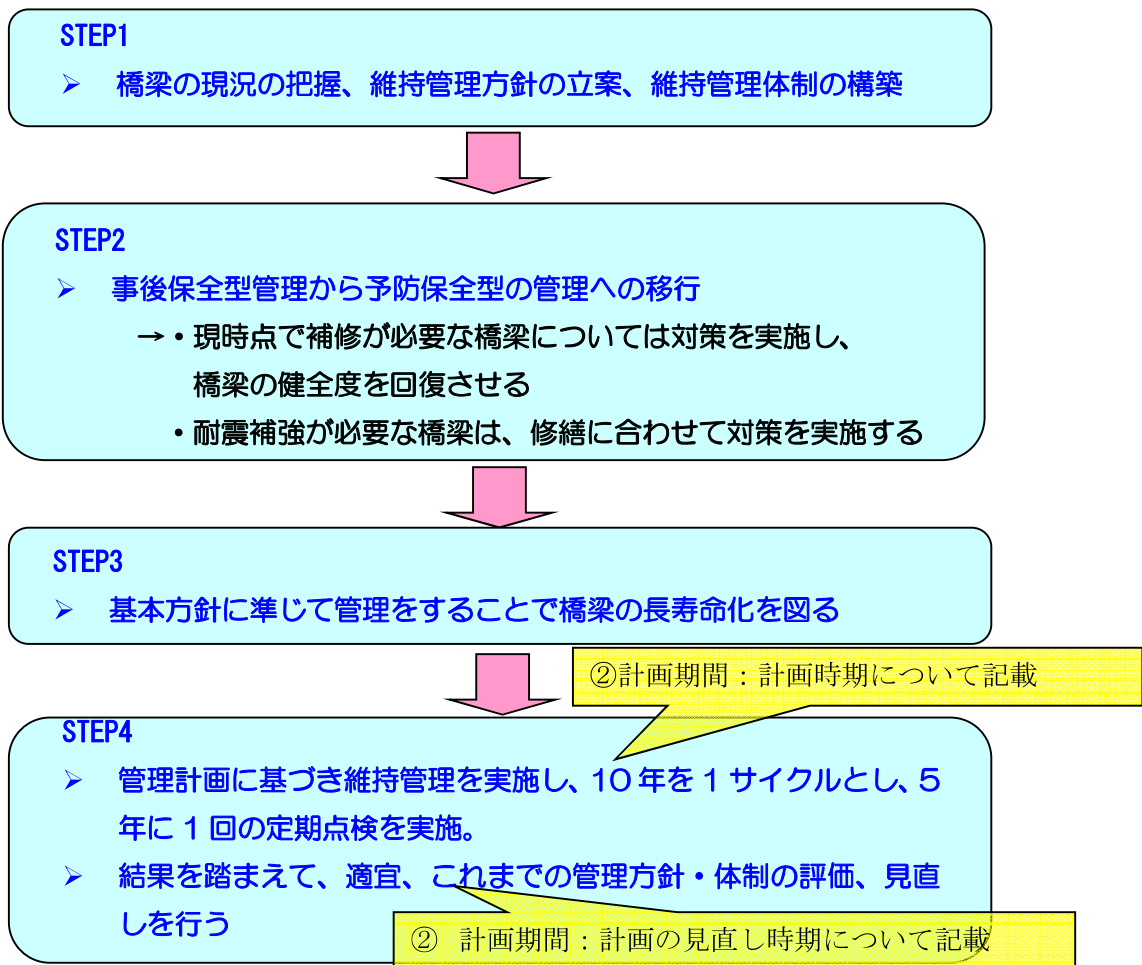 STEP1
➢ 橋梁の現況の把握、維持管理方針の立案、維持管理体制の構築
STEP2
➢ 事後保全型管理から予防保全型の管理への移行
→・現時点で補修が必要な橋梁については対策を実施し、
橋梁の健全度を回復させる
・耐震補強が必要な橋梁は、修繕に合わせて対策を実施する
STEP3
➢ 基本方針に準じて管理をすることで橋梁の長寿命化を図る
②計画期間：計画時期について記載
STEP4
➢ 管理計画に基づき維持管理を実施し、10年を1サイクルとし、5
年に1回の定期点検を実施。
➢ 結果を踏まえて、適宜、これまでの管理方針・体制の評価、見直
しを行う
② 計画期間：計画の見直し時期について記載